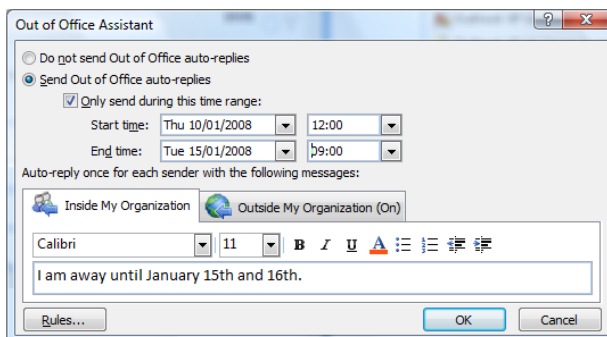 Out of Office Assistant
Do not send Out of Office auto-replies
Send Out of Office auto-replies
Only send during this time range:
Start time: Thu 10/01/2008 12:00
End time: Tue 15/01/2008 09:00
Auto-reply once for each sender with the following messages:
Inside My Organization Outside My Organization (On)
Calibri 11 B I U A
I am away until January 15th and 16th.
Rules... OK Cancel